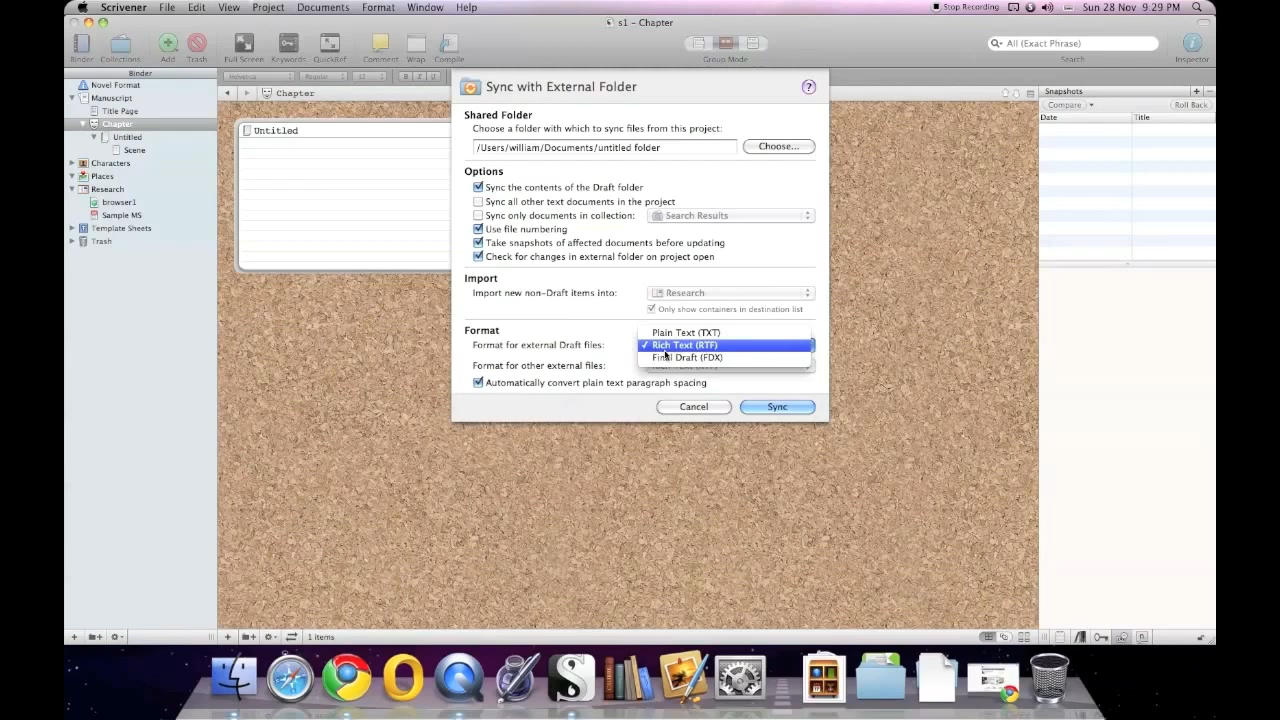 Scrivener File Edit View Project Documents Format Window Help Stop Recording Sun 28 Nov 9:29 PM
s1 - Chapter
Binder Collections Add Trash Full Screen Keywords QuickRef Comment Wrap Compile Group Mode All (Exact Phrase) Search Inspector
Binder
Helvetica Regular 12 B I U
Novel Format
Manuscript
Title Page
Chapter
Untitled
Scene
Characters
Places
Research
browser1
Sample MS
Template Sheets
Trash
Chapter
Untitled
Sync with External Folder ?
Shared Folder
Choose a folder with which to sync files from this project:
/Users/william/Documents/untitled folder Choose...
Options
Sync the contents of the Draft folder
Sync all other text documents in the project
Sync only documents in collection: Search Results
Use file numbering
Take snapshots of affected documents before updating
Check for changes in external folder on project open
Import
Import new non-Draft items into: Research
Only show containers in destination list
Format
Plain Text (TXT)
Format for external Draft files: Rich Text (RTF)
Final Draft (FDX)
Format for other external files:
Automatically convert plain text paragraph spacing
Cancel Sync
Snapshots
Compare Roll Back
Date Title
1 items